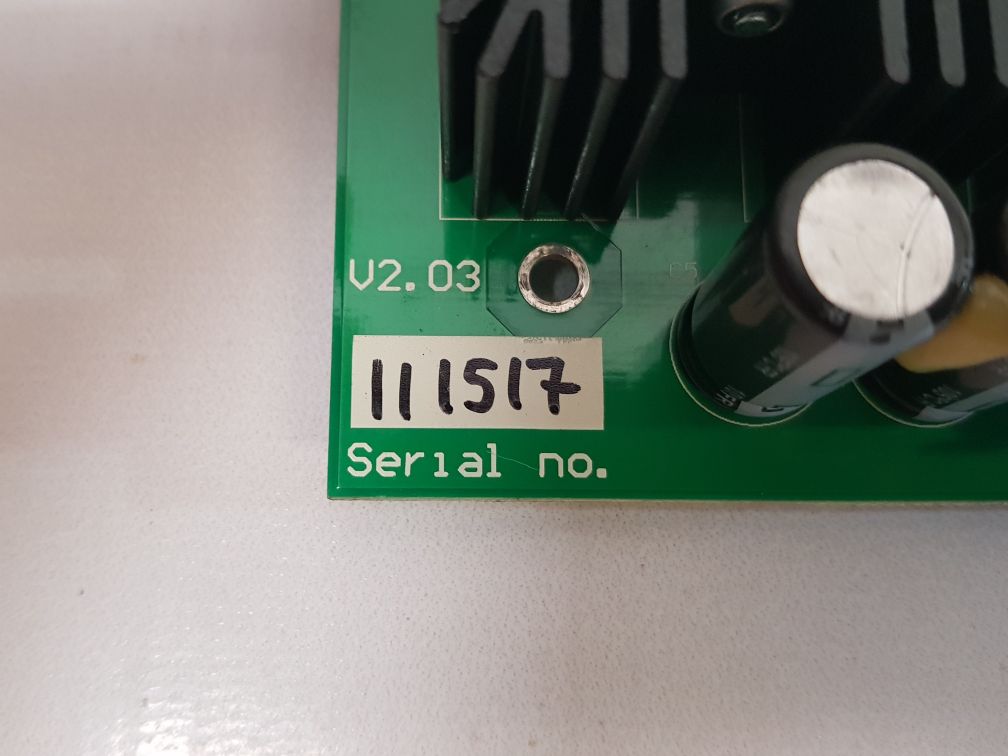 V2.03
111517
Serial no.